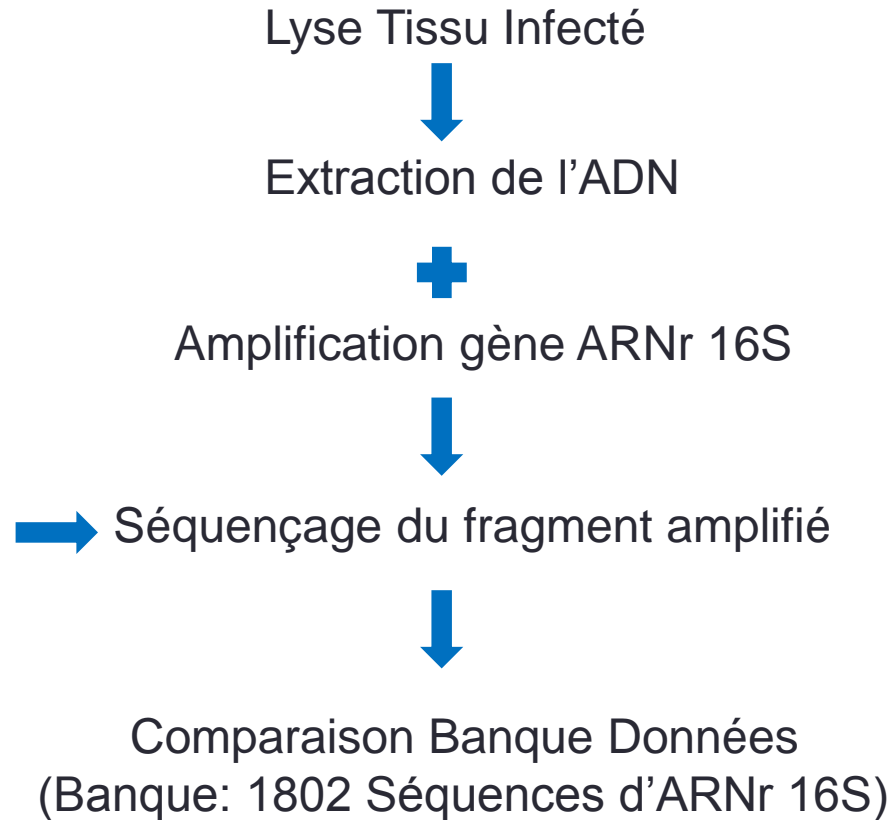 Lyse Tissu Infecté
Extraction de l'ADN
Amplification gène ARNr 16S
Séquençage du fragment amplifié
Comparaison Banque Données
(Banque: 1802 Séquences d'ARNr 16S)